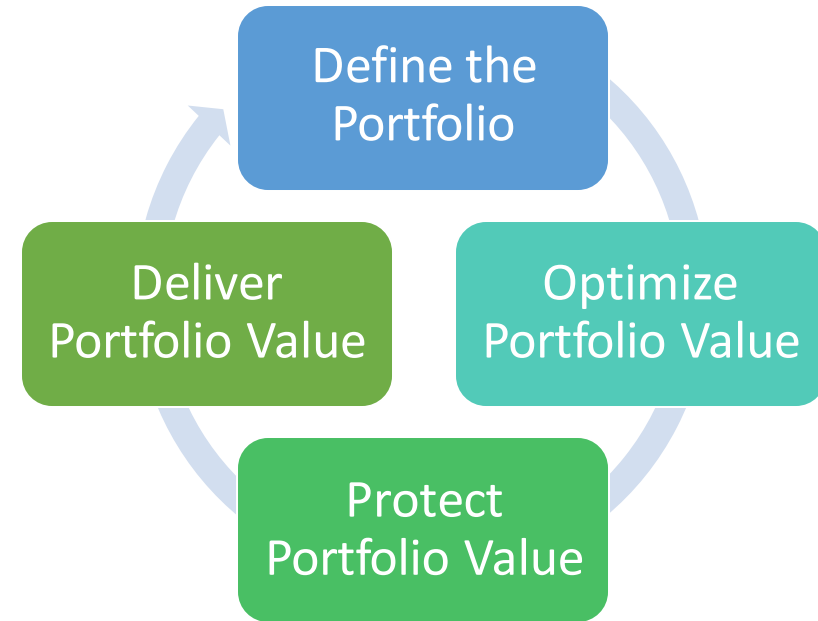 Define the
Portfolio
Optimize
Portfolio Value
Protect
Portfolio Value
Deliver
Portfolio Value